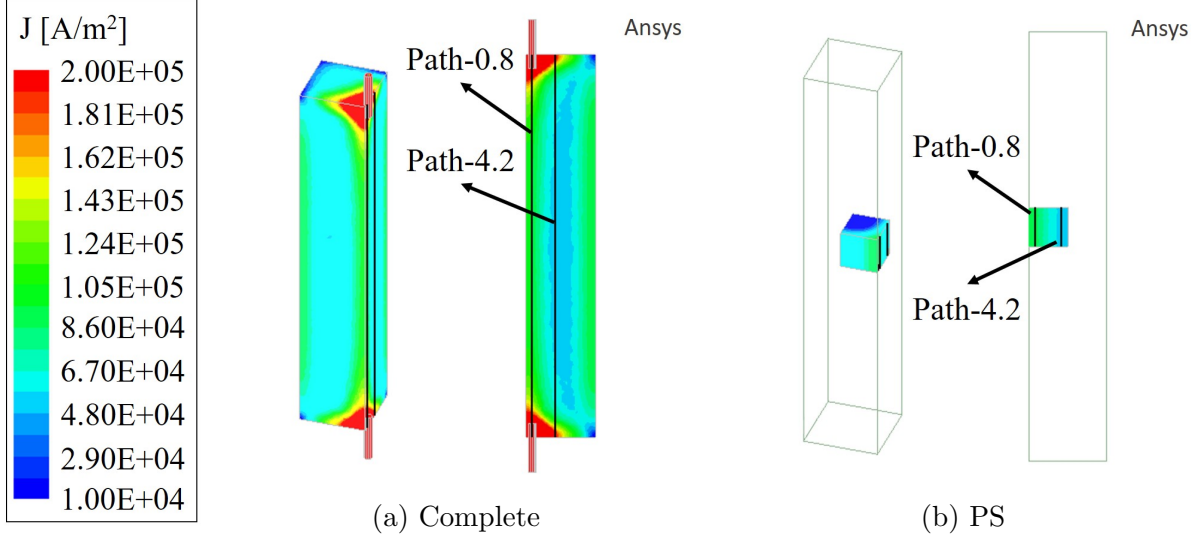 J [A/m²]
2.00E+05
1.81E+05
1.62E+05
1.43E+05
1.24E+05
1.05E+05
8.60E+04
6.70E+04
4.80E+04
2.90E+04
1.00E+04
Ansys
Path-0.8
Path-4.2
(a) Complete
Ansys
Path-0.8
Path-4.2
(b) PS